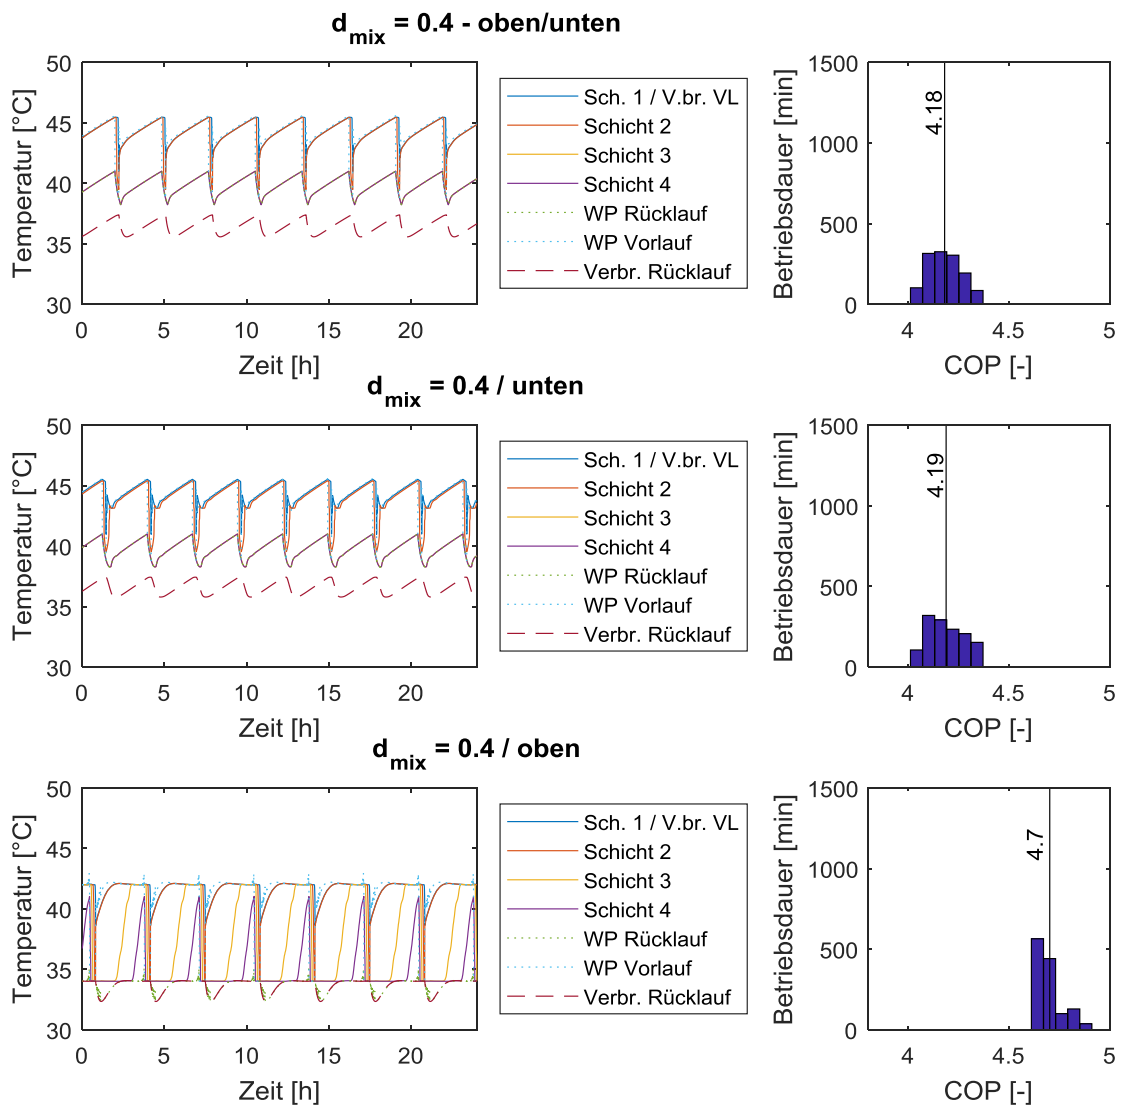 d_mix = 0.4 - oben/unten
Temperatur [°C]
50
45
40
35
30
0 5 10 15 20
Zeit [h]
Sch. 1 / V.br. VL
Schicht 2
Schicht 3
Schicht 4
WP Rücklauf
WP Vorlauf
Verbr. Rücklauf
Betriebsdauer [min]
1500
1000
500
0
4.18
4 4.5 5
COP [-]
d_mix = 0.4 / unten
Temperatur [°C]
50
45
40
35
30
0 5 10 15 20
Zeit [h]
Sch. 1 / V.br. VL
Schicht 2
Schicht 3
Schicht 4
WP Rücklauf
WP Vorlauf
Verbr. Rücklauf
Betriebsdauer [min]
1500
1000
500
0
4.19
4 4.5 5
COP [-]
d_mix = 0.4 / oben
Temperatur [°C]
50
45
40
35
30
0 5 10 15 20
Zeit [h]
Sch. 1 / V.br. VL
Schicht 2
Schicht 3
Schicht 4
WP Rücklauf
WP Vorlauf
Verbr. Rücklauf
Betriebsdauer [min]
1500
1000
500
0
4.7
4 4.5 5
COP [-]